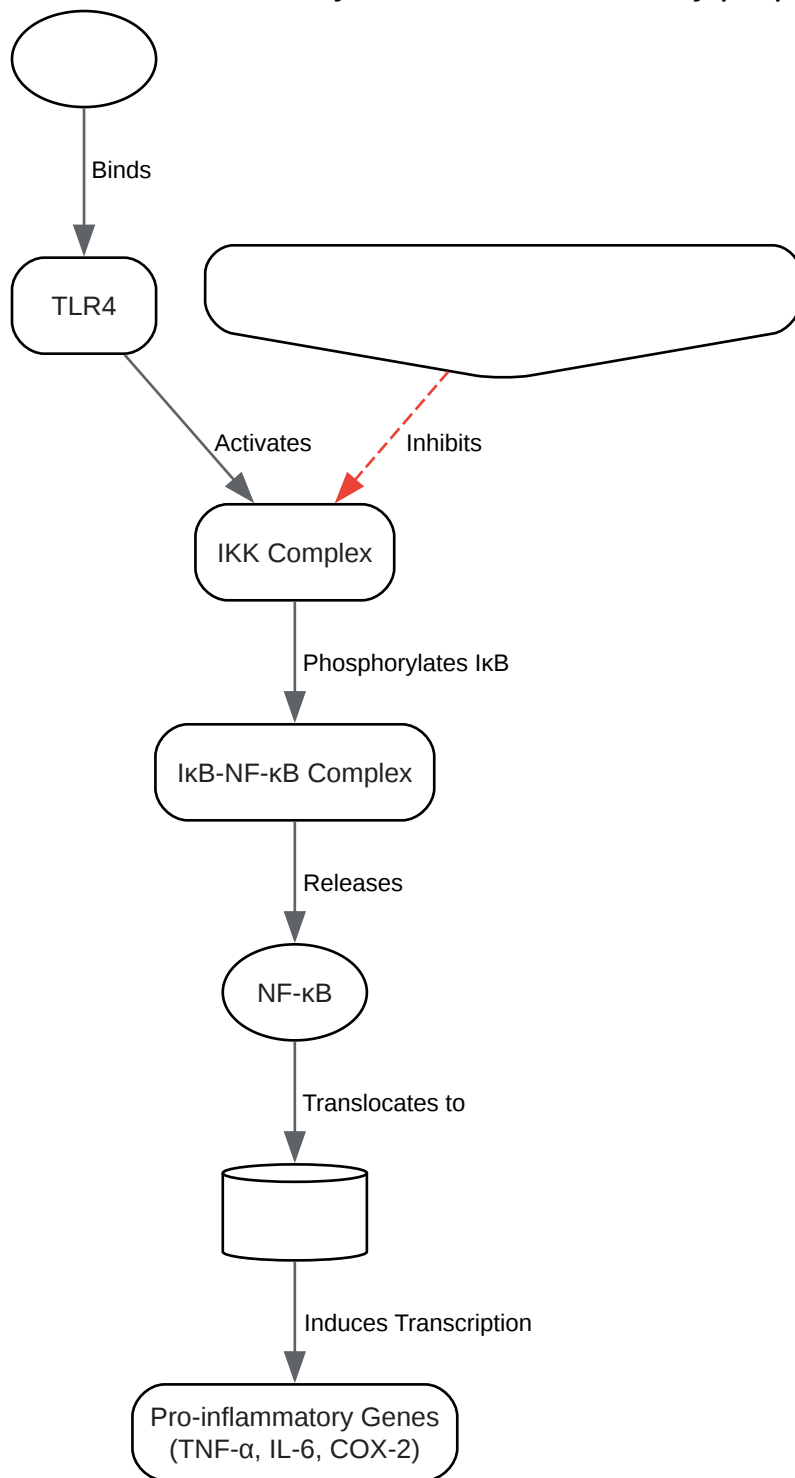 Binds
TLR4
Activates
Inhibits
IKK Complex
Phosphorylates IκB
IκB-NF-κB Complex
Releases
NF-κB
Translocates to
Induces Transcription
Pro-inflammatory Genes
(TNF-α, IL-6, COX-2)